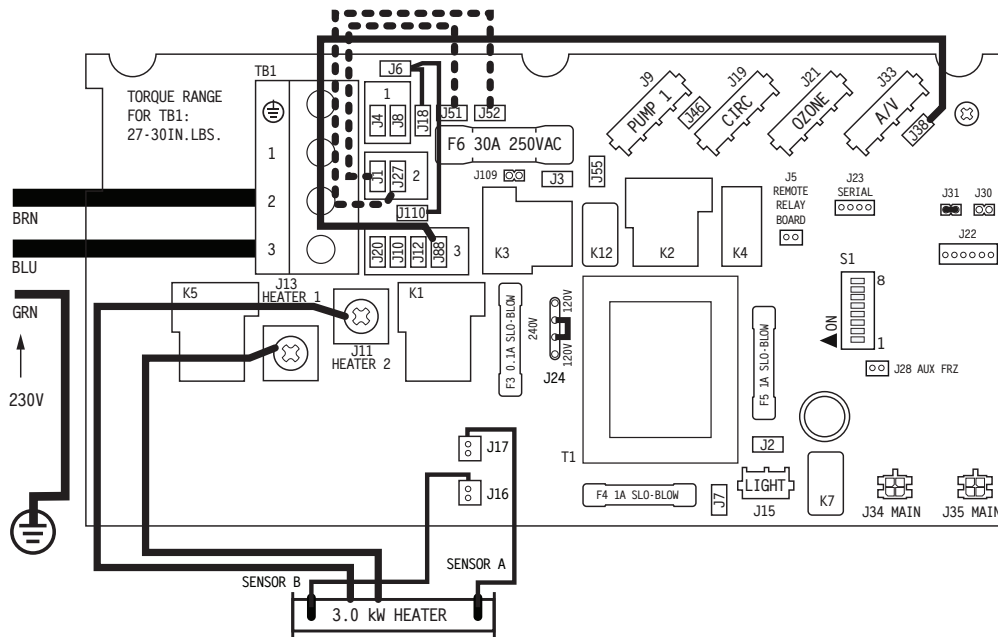 TB1
TORQUE RANGE
FOR TB1:
27-30IN.LBS.
1
2
3
BRN
BLU
GRN
230V
J6
1
J4
J8
J18
J51
J52
F6 30A 250VAC
J1
J27
2
J110
J20
J10
J12
J88
3
J109
J3
J55
K3
K12
K2
K4
J9
PUMP 1
J46
J19
CIRC
J21
OZONE
J33
A/V
J38
J5
REMOTE
RELAY
BOARD
J23
SERIAL
J31
J30
J22
S1
8
ON
1
J28 AUX FRZ
J13
HEATER 1
K5
J11
HEATER 2
K1
F3 0.1A SLO-BLOW
240V
120V
120V
J24
T1
F5 1A SLO-BLOW
J2
J17
J16
F4 1A SLO-BLOW
J7
LIGHT
J15
K7
J34 MAIN
J35 MAIN
SENSOR B
SENSOR A
3.0 kW HEATER